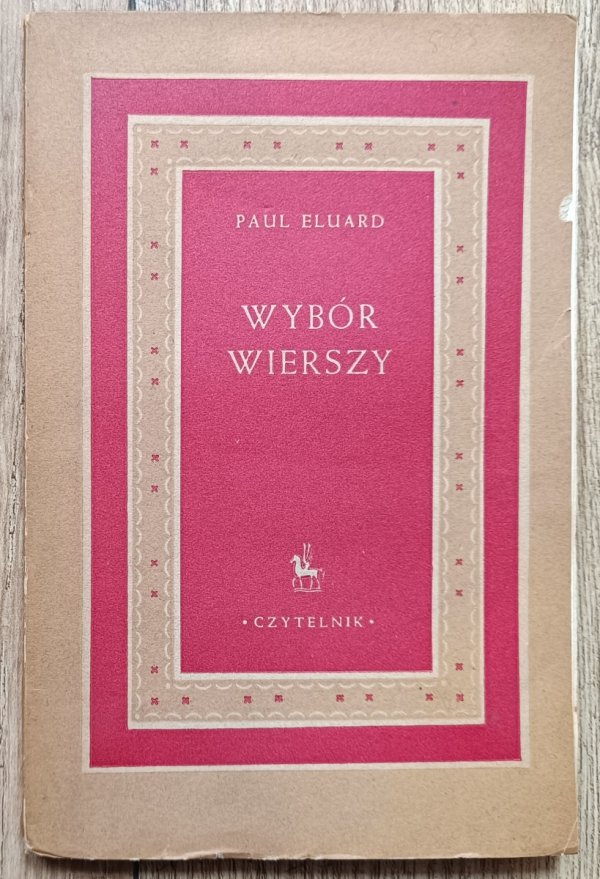 PAUL ELUARD
WYBÓR
WIERSZY
• CZYTELNIK •